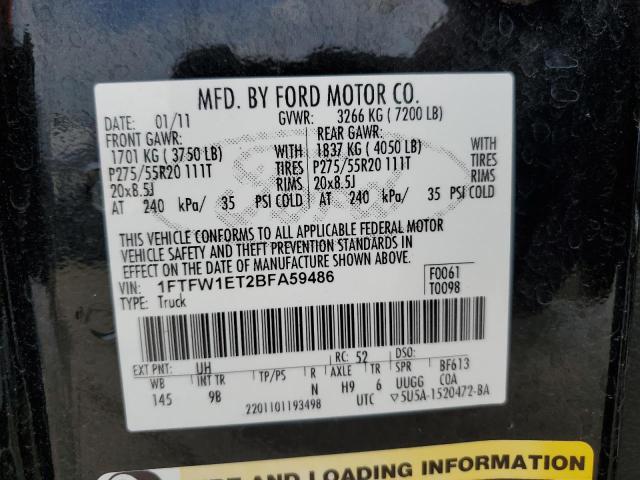 MFD. BY FORD MOTOR CO.
DATE: 01/11 GVWR: 3266 KG ( 7200 LB)
FRONT GAWR: REAR GAWR:
1701 KG ( 3750 LB) 1837 KG ( 4050 LB) WITH
P275/55R20 111T TIRES P275/55R20 111T TIRES
20x8.5J RIMS 20x8.5J RIMS
AT 240 kPa/ 35 PSI COLD AT 240 kPa/ 35 PSI COLD
THIS VEHICLE CONFORMS TO ALL APPLICABLE FEDERAL MOTOR
VEHICLE SAFETY AND THEFT PREVENTION STANDARDS IN
EFFECT ON THE DATE OF MANUFACTURE SHOWN ABOVE.
VIN: 1FTFW1ET2BFA59486 F0061
TYPE: Truck T0098
EXT PNT: UH RC: 52 DSO:
WB INT TR TP/PS R AXLE TR SPR BF613
145 9B N H9 6 UUGG COA
2201101193498 UTC ▽5U5A-1520472-BA
AND LOADING INFORMATION